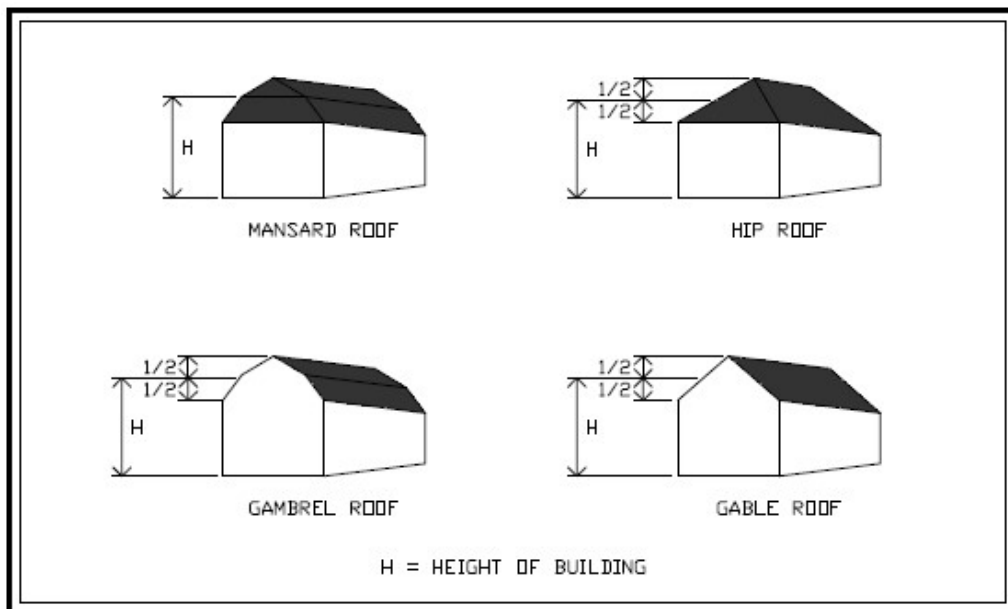 1/2
1/2
H
H
MANSARD ROOF
HIP ROOF
1/2
1/2
1/2
1/2
H
H
GAMBREL ROOF
GABLE ROOF
H = HEIGHT OF BUILDING